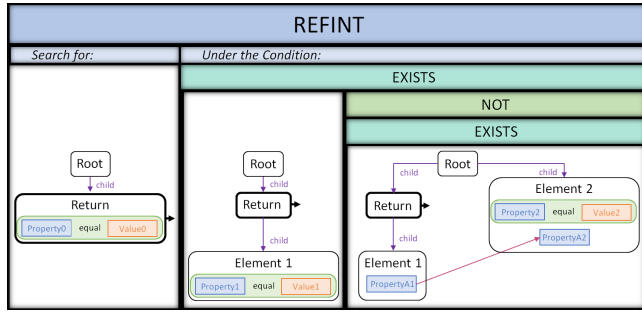 REFINT
Search for:
Under the Condition:
EXISTS
NOT
EXISTS
Root
child
Return
Property0 equal Value0
Root
child
Return
child
Element 1
Property1 equal Value1
Root
child child
Return
child
Element 1
PropertyA1
Element 2
Property2 equal Value2
PropertyA2